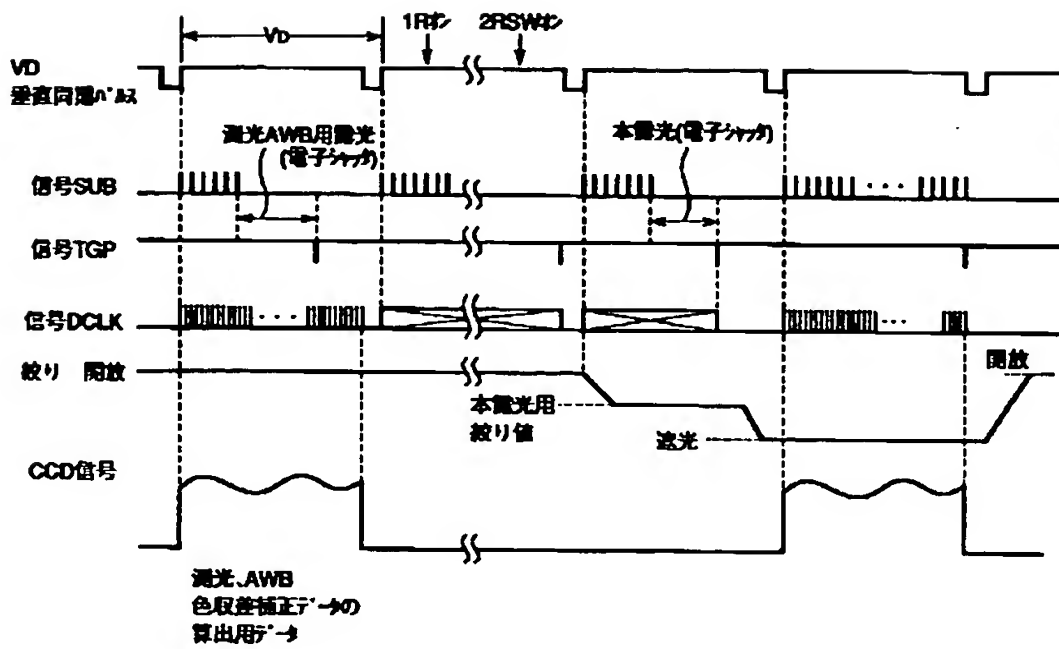 1Rオン 2RSWオン
VD
VD
垂直同期パルス
測光AWB用露光
(電子シャッタ)
本露光(電子シャッタ)
信号SUB
信号TGP
信号DCLK
絞り 開放
開放
本露光用
絞り値
遮光
CCD信号
測光、AWB
色収差補正データの
算出用データ